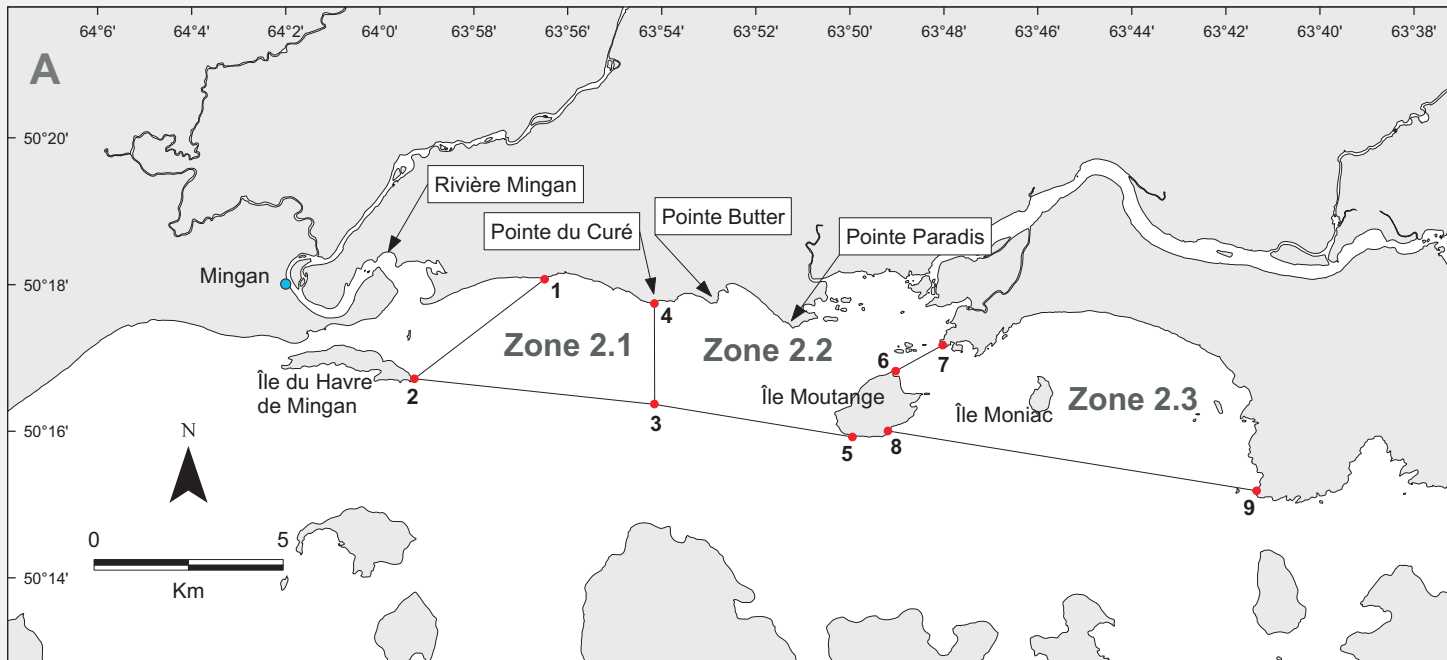 64°6' 64°4' 64°2' 64°0' 63°58' 63°56' 63°54' 63°52' 63°50' 63°48' 63°46' 63°44' 63°42' 63°40' 63°38'
A
50°20'
Rivière Mingan
Pointe Butter
Pointe du Curé
Pointe Paradis
Mingan
50°18'
1
4
Zone 2.1
Zone 2.2
7
6
Île du Havre
de Mingan
2
Île Moutange
Île Moniac
Zone 2.3
50°16'
3
5
8
N
9
0 5
Km
50°14'